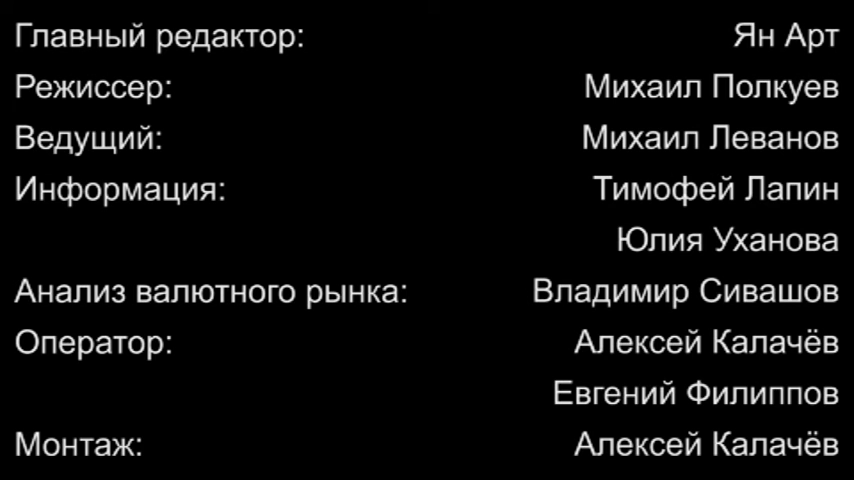 Главный редактор: Ян Арт
Режиссер: Михаил Полкуев
Ведущий: Михаил Леванов
Информация: Тимофей Лапин
Юлия Уханова
Анализ валютного рынка: Владимир Сивашов
Оператор: Алексей Калачёв
Евгений Филиппов
Монтаж: Алексей Калачёв